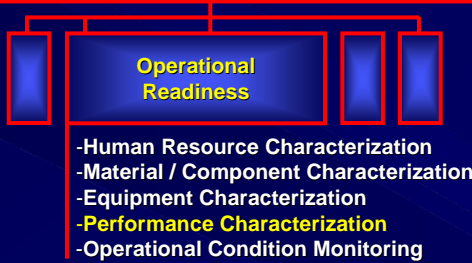 Operational
Readiness
-Human Resource Characterization
-Material / Component Characterization
-Equipment Characterization
-Performance Characterization
-Operational Condition Monitoring